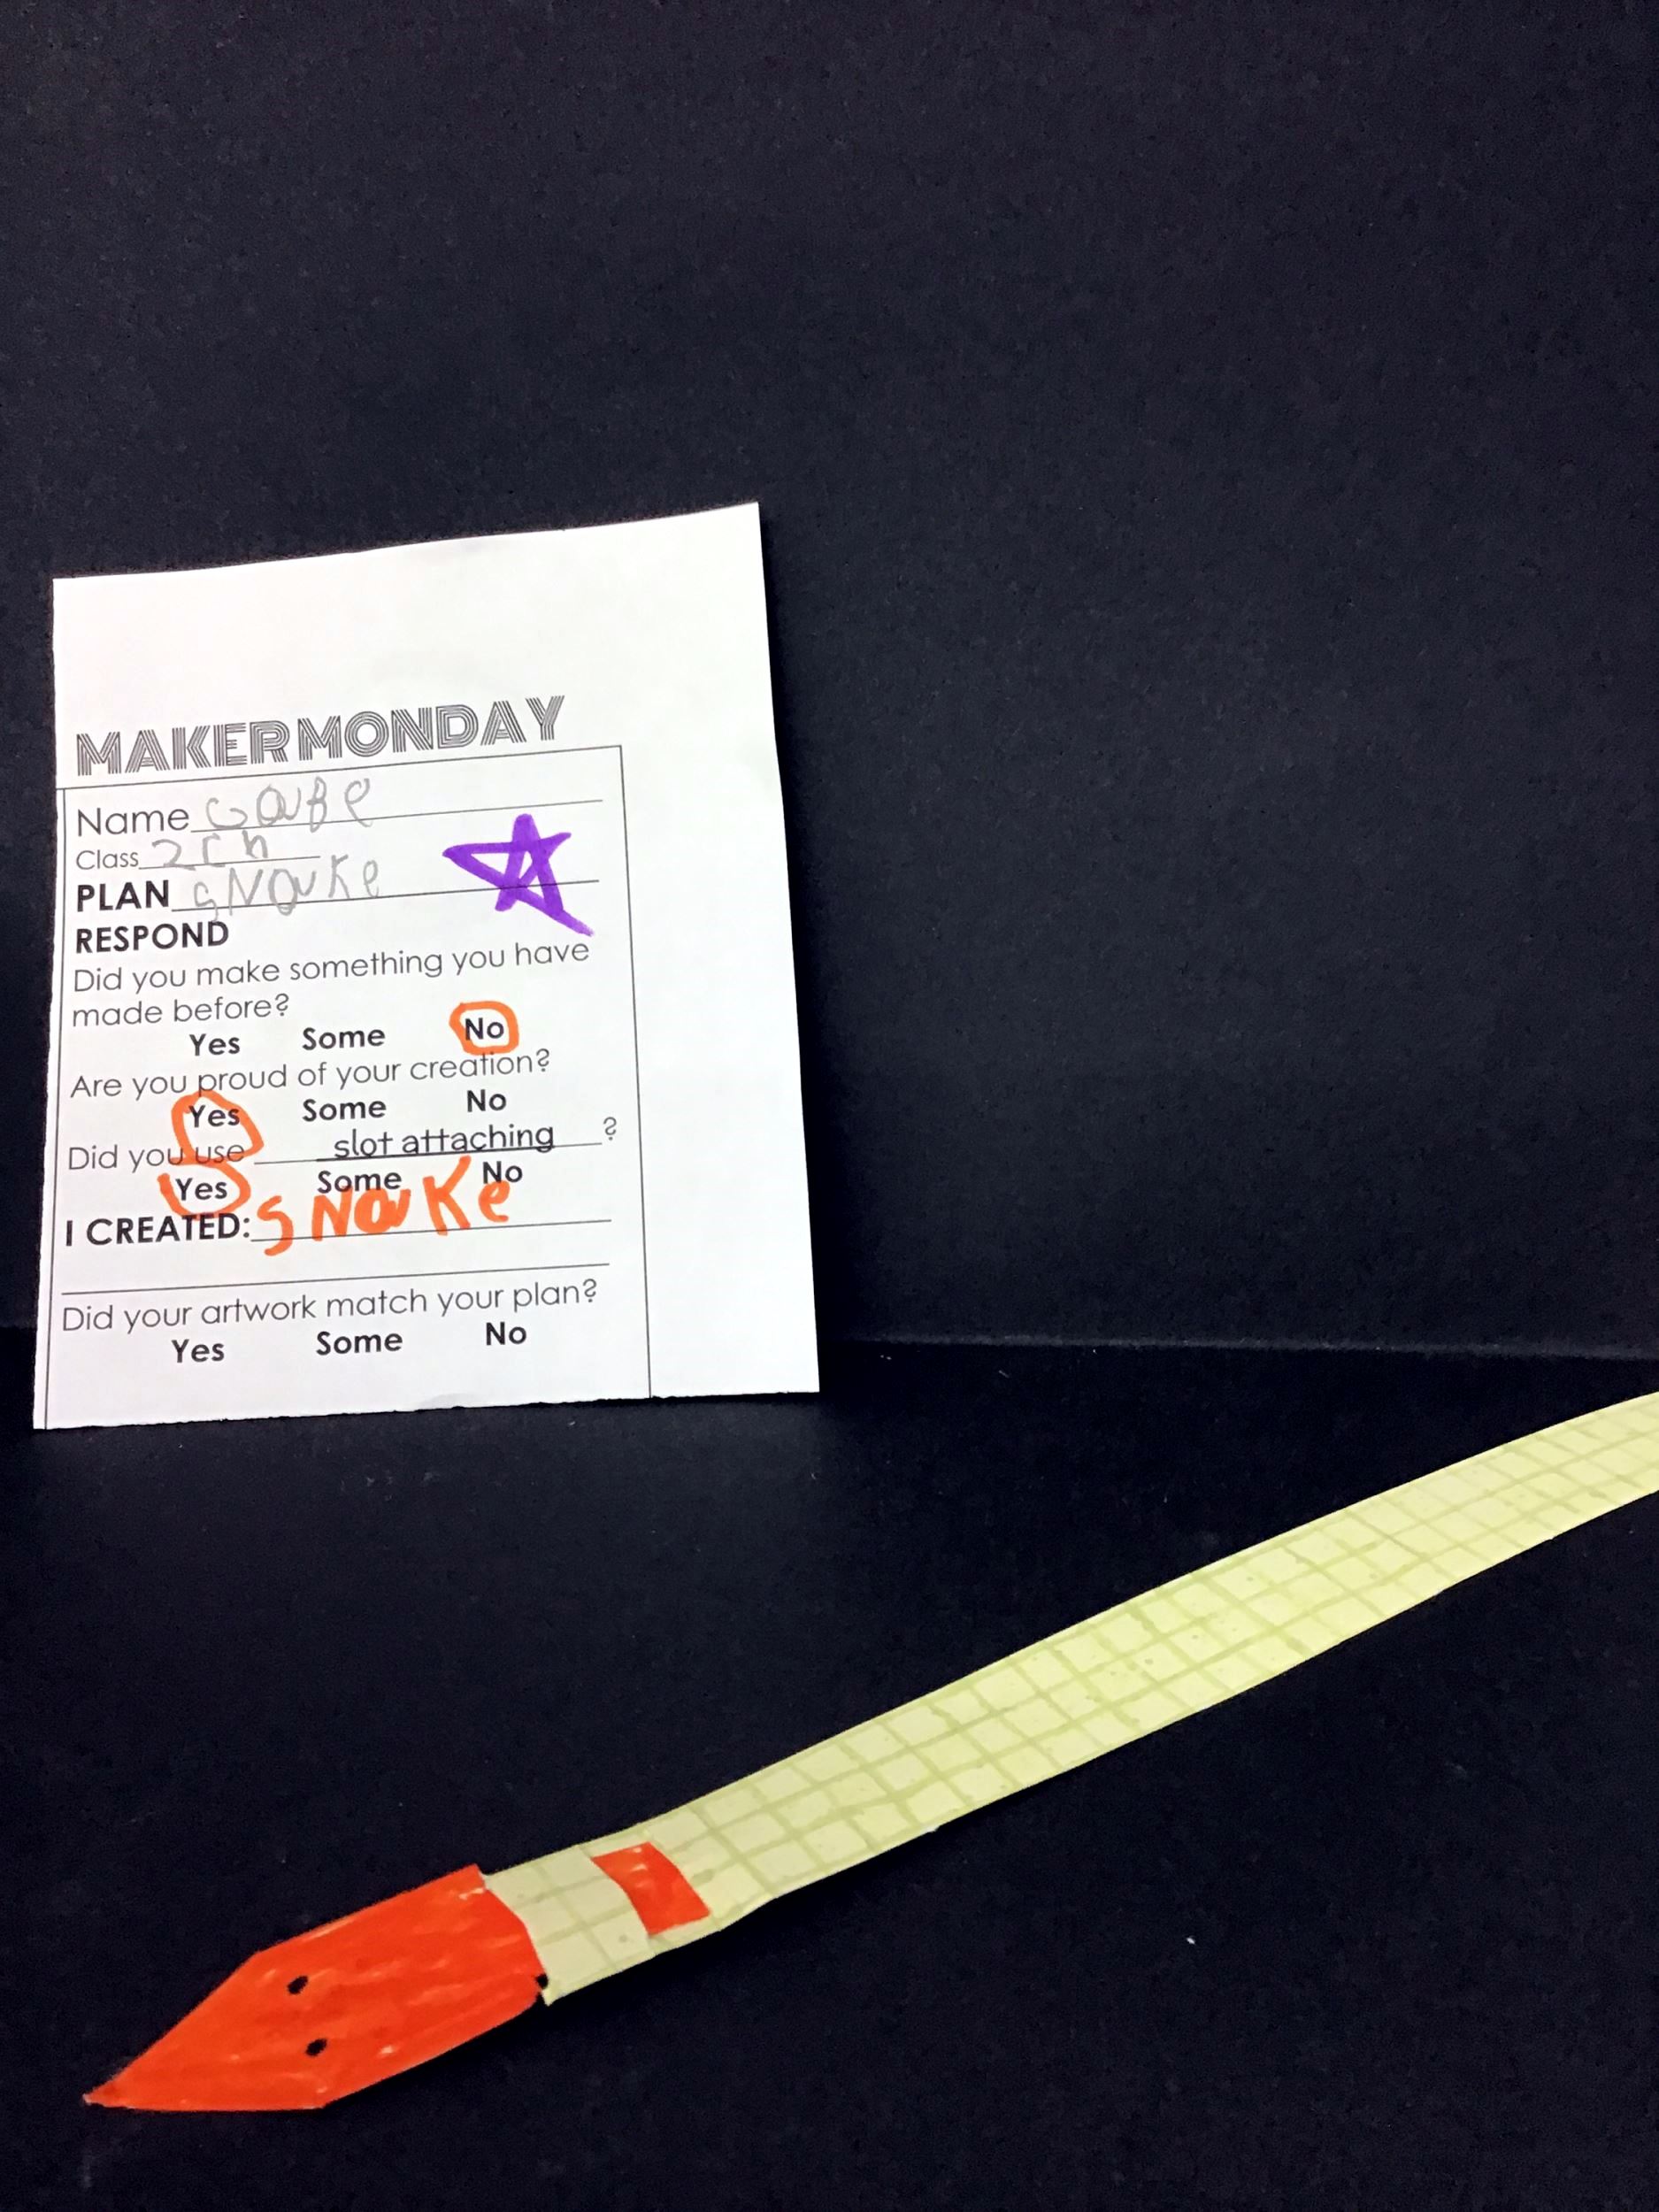 MAKER MONDAY
Name Gabe
Class 2Ch
PLAN SNake
RESPOND
Did you make something you have
made before?
Yes Some No
Are you proud of your creation?
Yes Some No
Did you use slot attaching ?
Yes Some No
I CREATED: SNaKe
Did your artwork match your plan?
Yes Some No